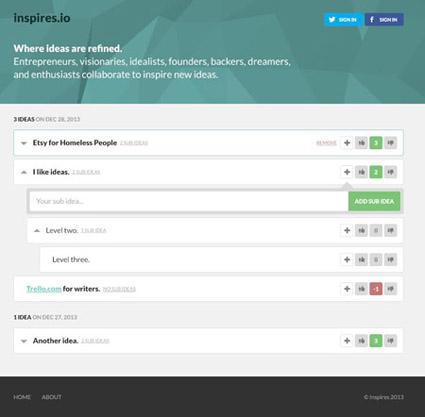 inspires.io
SIGN IN
SIGN IN
Where ideas are refined.
Entrepreneurs, visionaries, idealists, founders, backers, dreamers,
and enthusiasts collaborate to inspire new ideas.
3 IDEAS ON DEC 28, 2013
Etsy for Homeless People 2 SUB IDEAS REMOVE 3
I like ideas. 2 SUB IDEAS 2
Your sub idea... ADD SUB IDEA
Level two. 1 SUB IDEA 0
Level three. 0
Trello.com for writers. NO SUB IDEAS -1
1 IDEA ON DEC 27, 2013
Another idea. 2 SUB IDEAS 3
HOME ABOUT © Inspires 2013